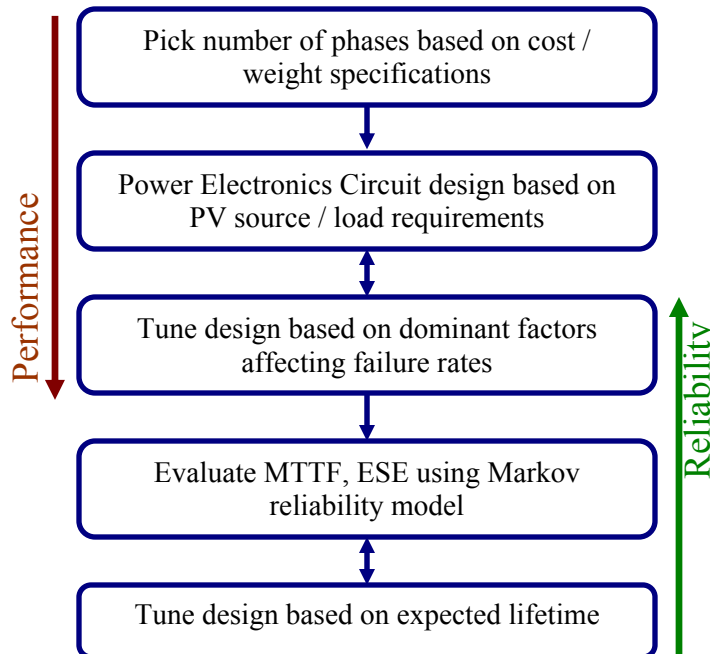 Pick number of phases based on cost /
weight specifications
Power Electronics Circuit design based on
PV source / load requirements
Performance
Tune design based on dominant factors
affecting failure rates
Reliability
Evaluate MTTF, ESE using Markov
reliability model
Tune design based on expected lifetime